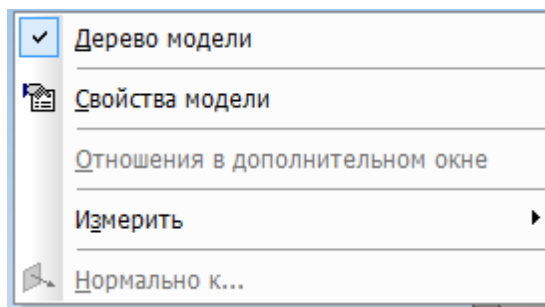 Дерево модели
Свойства модели
Отношения в дополнительном окне
Измерить
Нормально к...